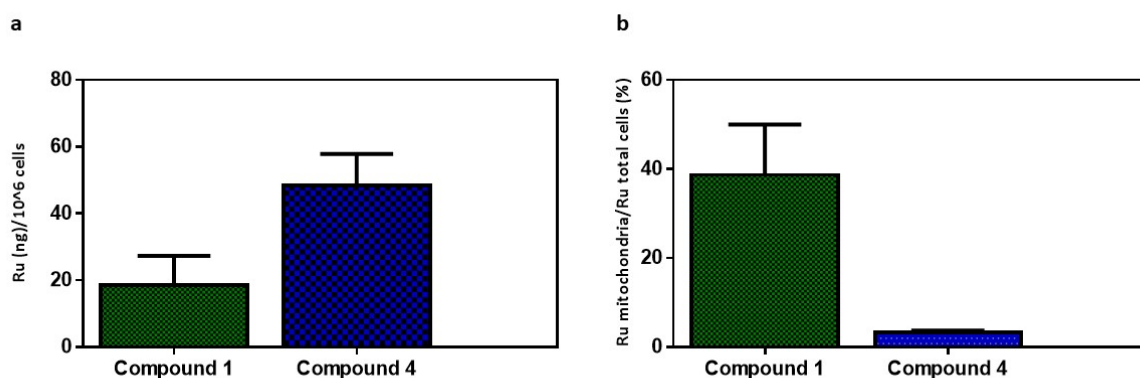 a
Ru (ng)/10^6 cells
80
60
40
20
0
Compound 1
Compound 4
b
Ru mitochondria/Ru total cells (%)
60
40
20
0
Compound 1
Compound 4